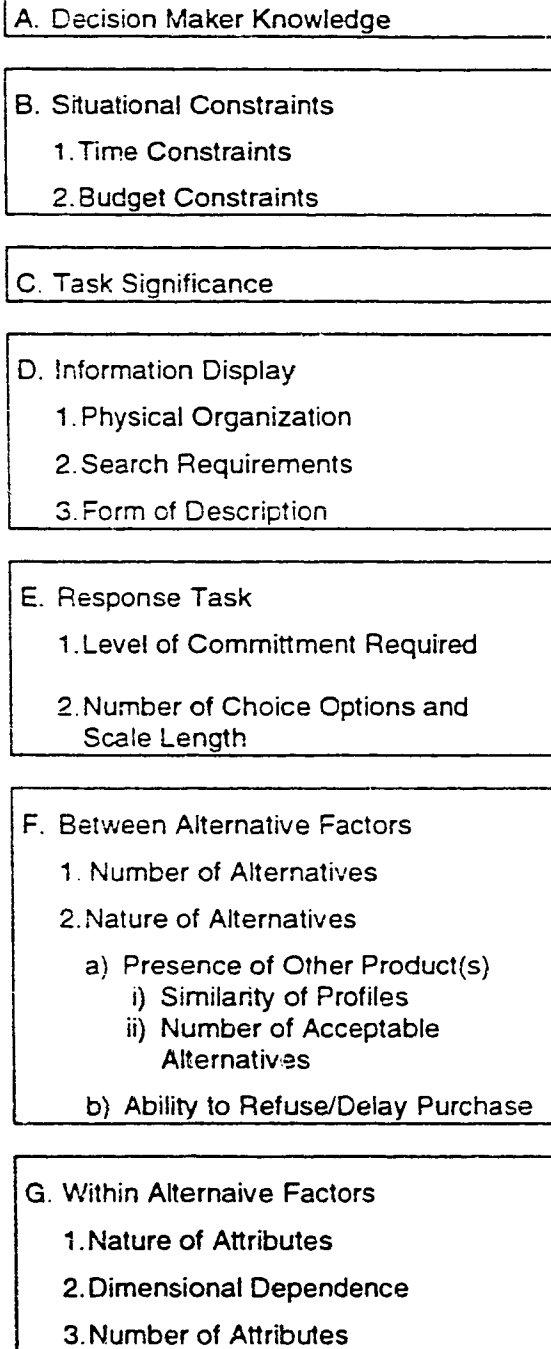 A. Decision Maker Knowledge
B. Situational Constraints
1. Time Constraints
2. Budget Constraints
C. Task Significance
D. Information Display
1. Physical Organization
2. Search Requirements
3. Form of Description
E. Response Task
1. Level of Committment Required
2. Number of Choice Options and
Scale Length
F. Between Alternative Factors
1. Number of Alternatives
2. Nature of Alternatives
a) Presence of Other Product(s)
i) Similarity of Profiles
ii) Number of Acceptable
Alternatives
b) Ability to Refuse/Delay Purchase
G. Within Alternaive Factors
1. Nature of Attributes
2. Dimensional Dependence
3. Number of Attributes